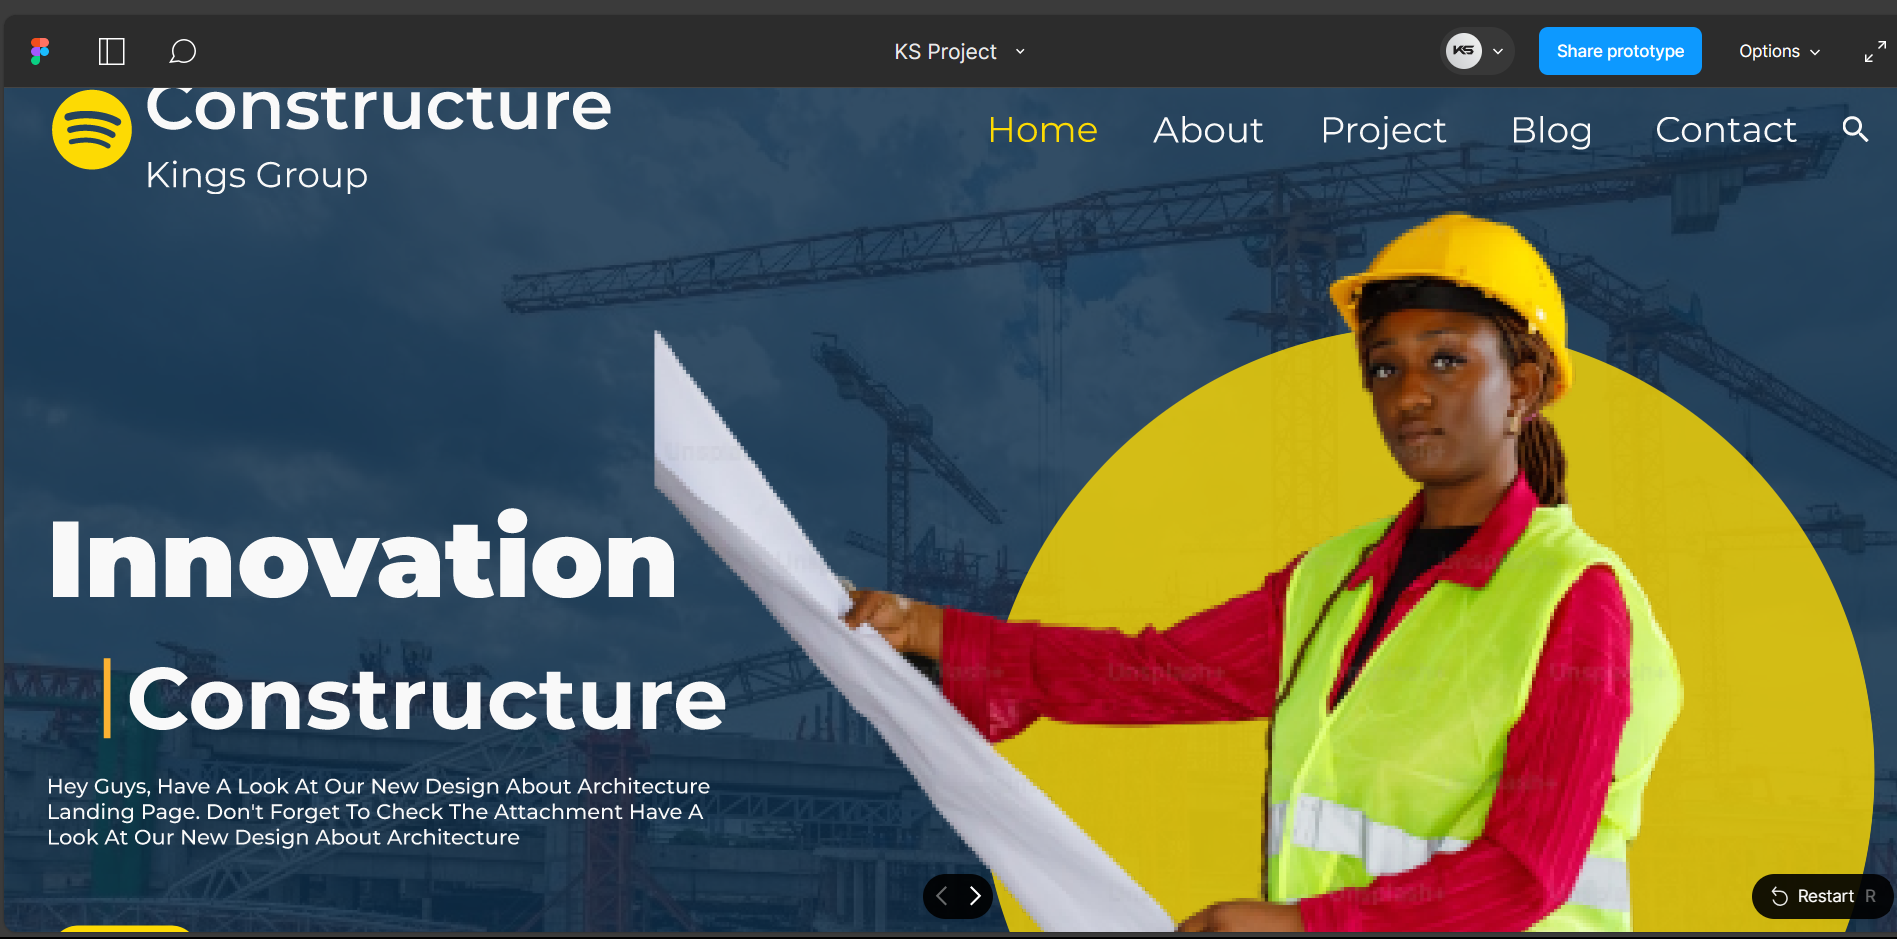 KS Project
KS
Share prototype
Options
Constructure
Kings Group
Home About Project Blog Contact
Innovation
Constructure
Hey Guys, Have A Look At Our New Design About Architecture
Landing Page. Don't Forget To Check The Attachment Have A
Look At Our New Design About Architecture
Unsplash+
Unsplash+
Restart R